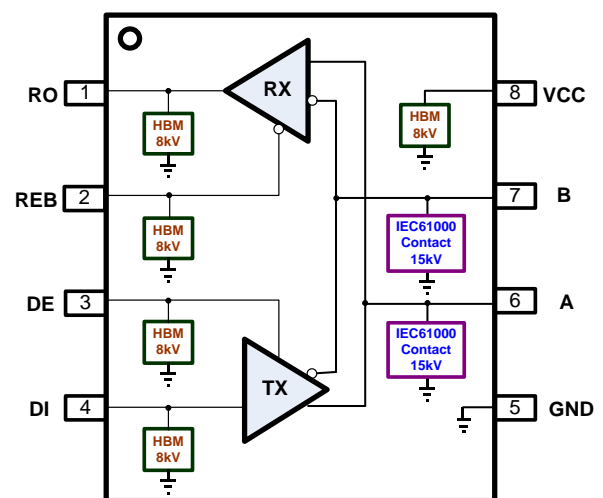 RO 1
HBM
8kV
RX
HBM
8kV
8 VCC
REB 2
HBM
8kV
7 B
IEC61000
Contact
15kV
DE 3
HBM
8kV
6 A
IEC61000
Contact
15kV
TX
DI 4
HBM
8kV
5 GND